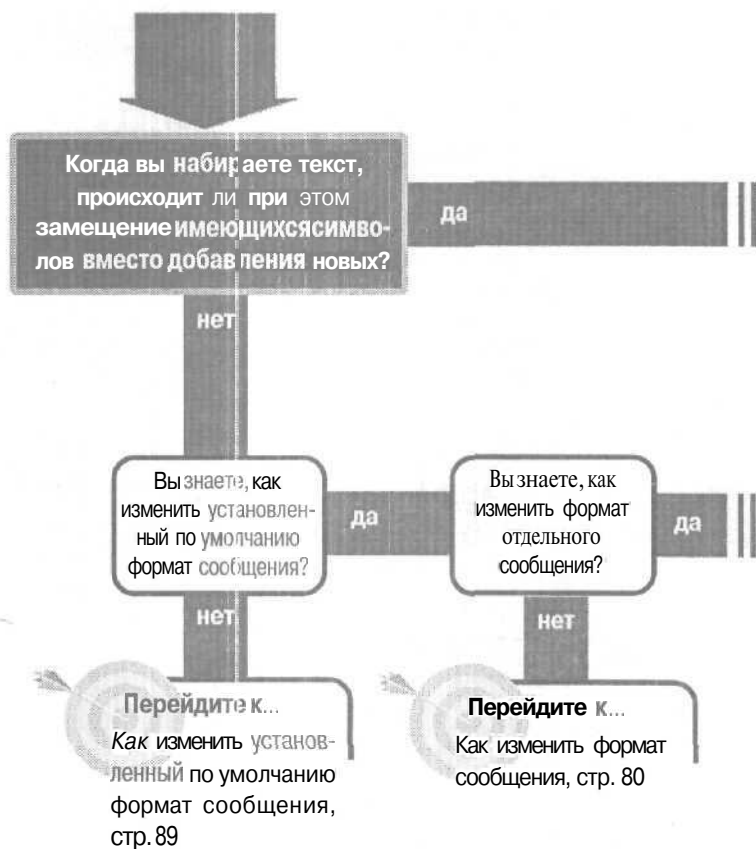 Когда вы набираете текст,
происходит ли при этом
замещение имеющихсясимво-
лов вместо добавления новых?
да
нет
Вы знаете, как
изменить установлен-
ный по умолчанию
формат сообщения?
да
Вы знаете, как
изменить формат
отдельного
сообщения?
да
нет
нет
Перейдите к...
Как изменить установ-
ленный по умолчанию
формат сообщения,
стр. 89
Перейдите к...
Как изменить формат
сообщения, стр. 80